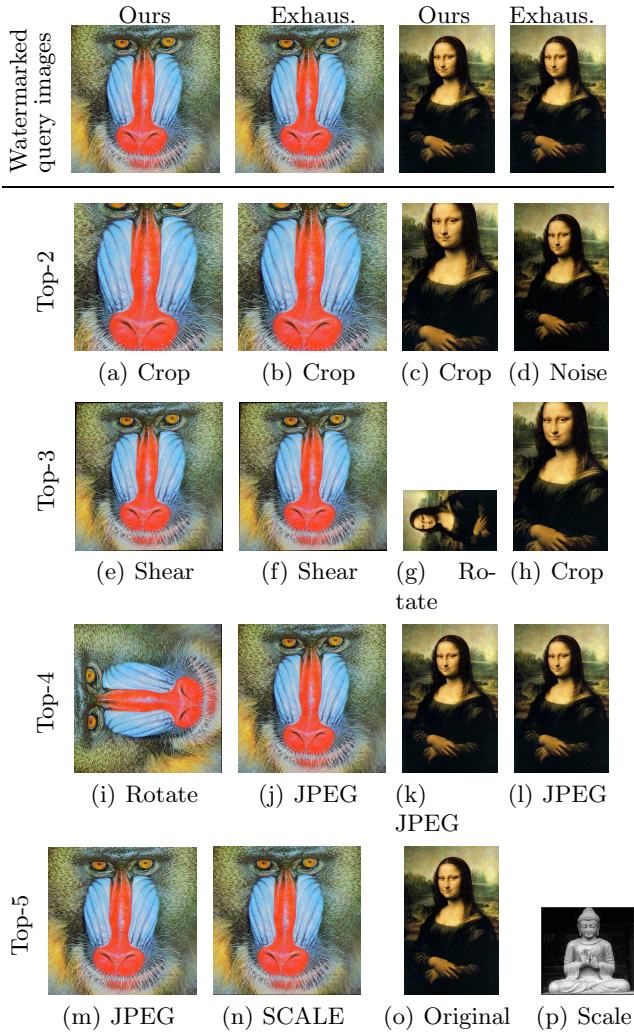 Ours Exhaus. Ours Exhaus.
Watermarked
query images
Top-2
(a) Crop (b) Crop (c) Crop (d) Noise
Top-3
(e) Shear (f) Shear (g) Ro- (h) Crop
tate
Top-4
(i) Rotate (j) JPEG (k) (l) JPEG
JPEG
Top-5
(m) JPEG (n) SCALE (o) Original (p) Scale